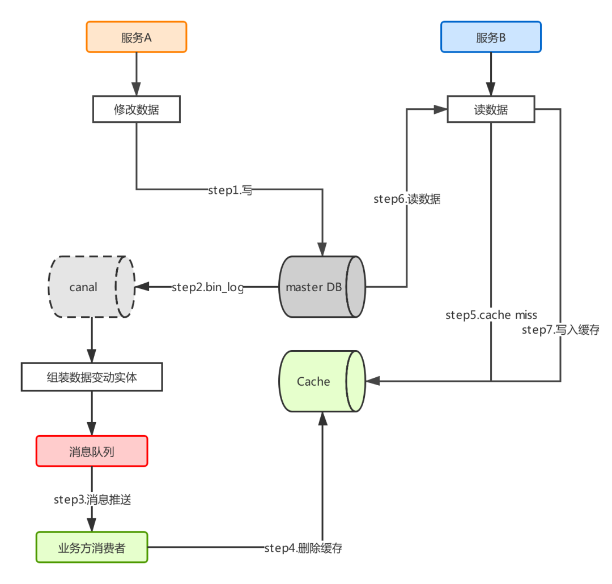 服务A
服务B
修改数据
读数据
step1.写
step6.读数据
canal
step2.bin_log
master DB
step5.cache miss
step7.写入缓存
组装数据变动实体
Cache
消息队列
step3.消息推送
业务方消费者
step4.删除缓存